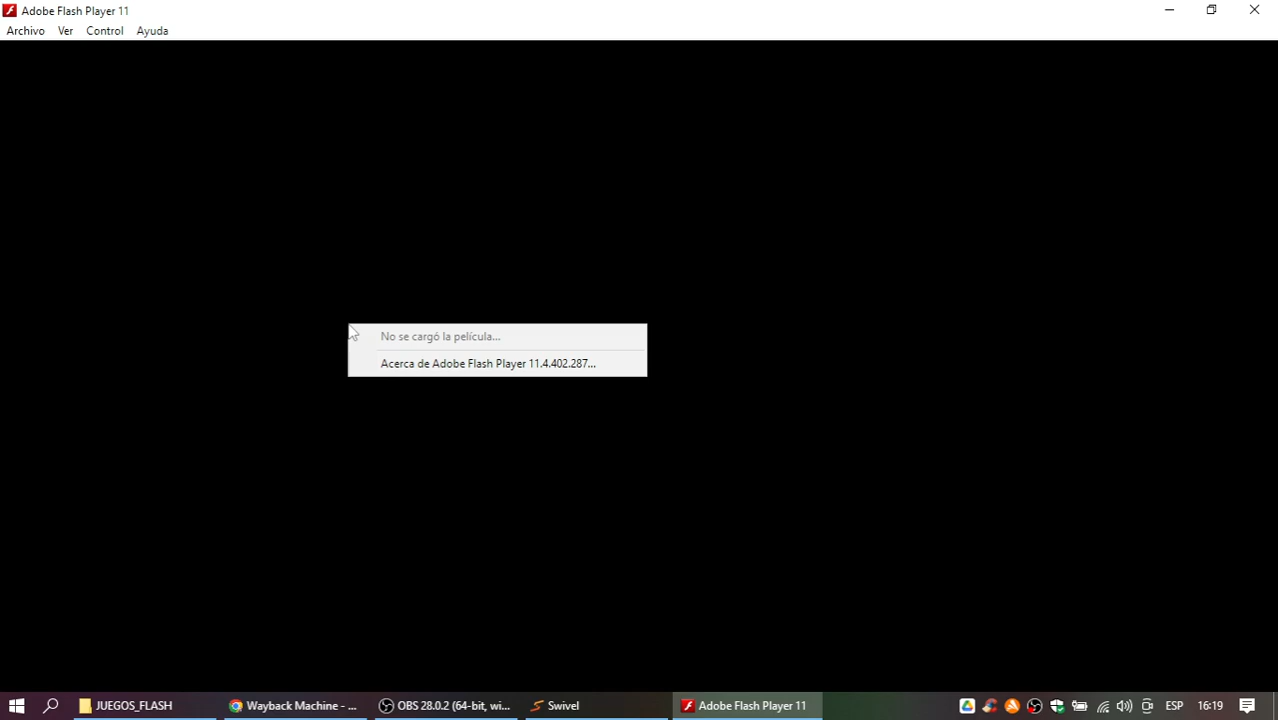 Adobe Flash Player 11
Archivo Ver Control Ayuda
No se cargó la película...
Acerca de Adobe Flash Player 11.4.402.287...
JUEGOS_FLASH Wayback Machine - ... OBS 28.0.2 (64-bit, wi... Swivel Adobe Flash Player 11 ESP 16:19